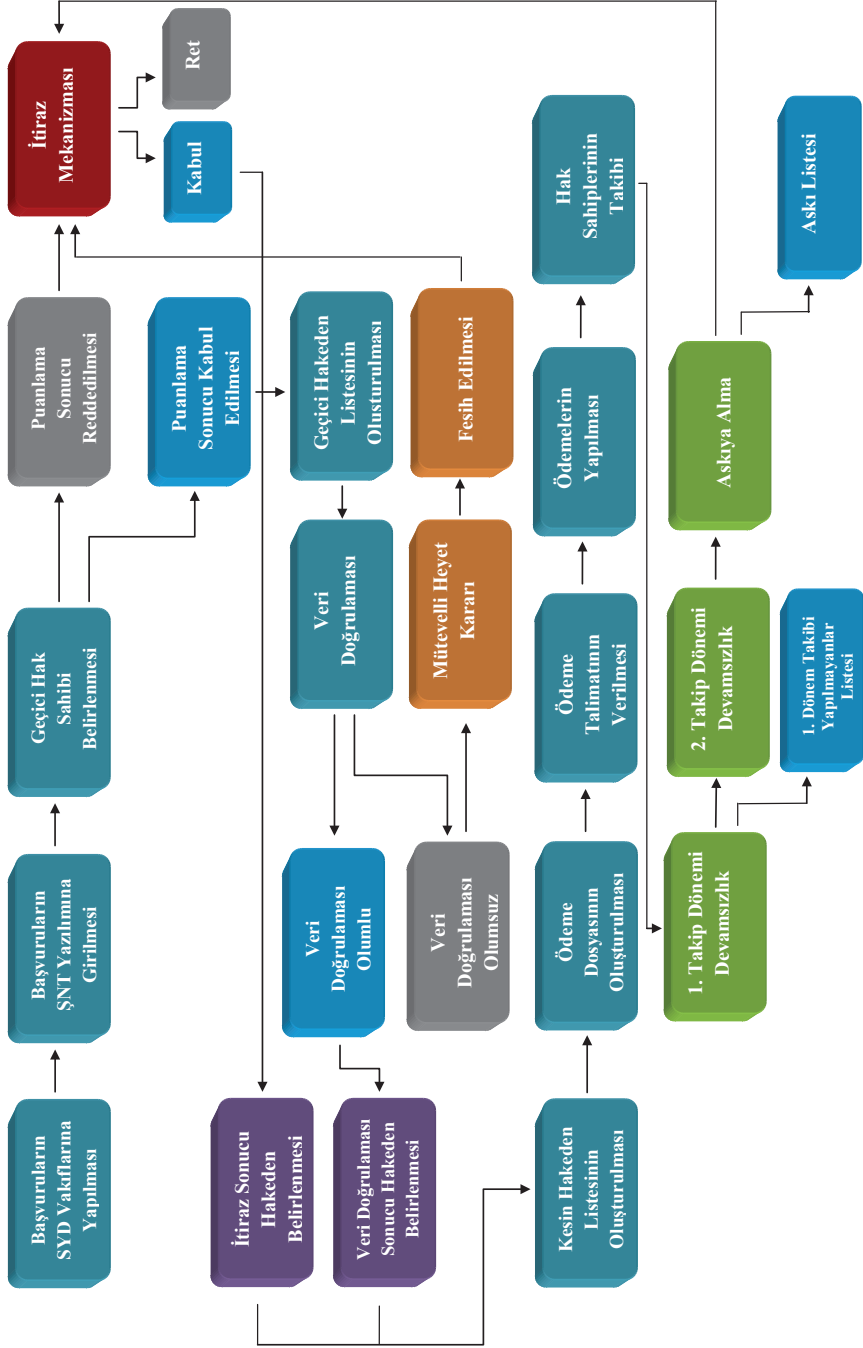 Başvuruların
SYD Vakıflarına
Yapılması
Başvuruların
ŞNT Yazılımına
Girilmesi
Geçici Hak
Sahibi
Belirlenmesi
Puanlama
Sonucu
Reddedilmesi
İtiraz
Mekanizması
Puanlama
Sonucu Kabul
Edilmesi
Kabul
Ret
İtiraz Sonucu
Hakeden
Belirlenmesi
Veri
Doğrulaması
Olumlu
Veri
Doğrulaması
Geçici Hakeden
Listesinin
Olusturulması
Veri Doğrulaması
Sonucu Hakeden
Belirlenmesi
Veri
Doğrulaması
Olumsuz
Mütevelli Heyet
Kararı
Fesih Edilmesi
Kesin Hakeden
Listesinin
Oluşturulması
Ödeme
Dosyasının
Oluşturulması
Ödeme
Talimatının
Verilmesi
Ödemelerin
Yapılması
Hak
Sahiplerinin
Takibi
1. Takip Dönemi
Devamsızlık
2. Takip Dönemi
Devamsızlık
Askıya Alma
1. Dönem Takibi
Yapılmayanlar
Listesi
Askı Listesi